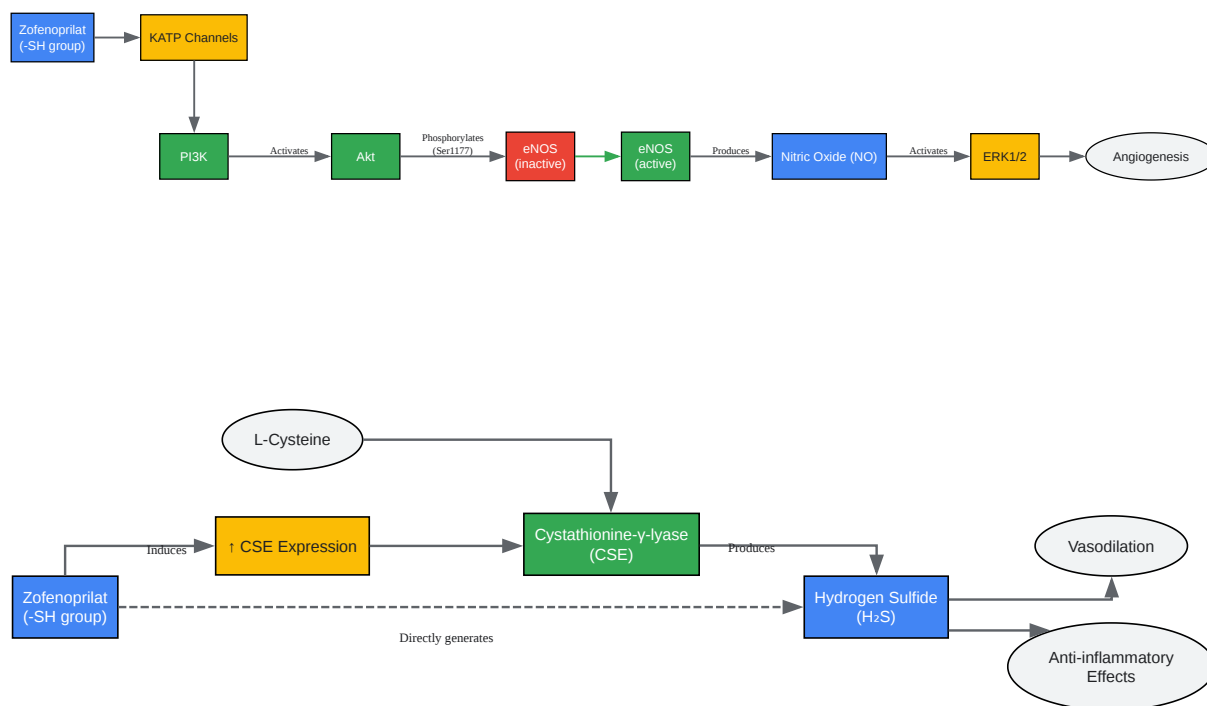 Zofenoprilat
(-SH group)
KATP Channels
PI3K
Activates
Akt
Phosphorylates
(Ser1177)
eNOS
(inactive)
eNOS
(active)
Produces
Nitric Oxide (NO)
Activates
ERK1/2
Angiogenesis
L-Cysteine
Induces
↑ CSE Expression
Cystathionine-γ-lyase
(CSE)
Produces
Vasodilation
Zofenoprilat
(-SH group)
Directly generates
Hydrogen Sulfide
(H₂S)
Anti-inflammatory
Effects